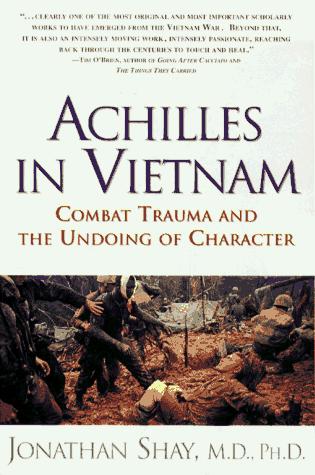 "...CLEARLY ONE OF THE MOST ORIGINAL AND MOST IMPORTANT SCHOLARLY
WORKS TO HAVE EMERGED FROM THE VIETNAM WAR. BEYOND THAT,
IT IS ALSO AN INTENSELY MOVING WORK, INTENSELY PASSIONATE, REACHING
BACK THROUGH THE CENTURIES TO TOUCH AND HEAL."
—TIM O'BRIEN, AUTHOR OF GOING AFTER CACCIATO AND
THE THINGS THEY CARRIED
ACHILLES
IN VIETNAM
COMBAT TRAUMA AND
THE UNDOING OF CHARACTER
JONATHAN SHAY, M.D., PH.D.